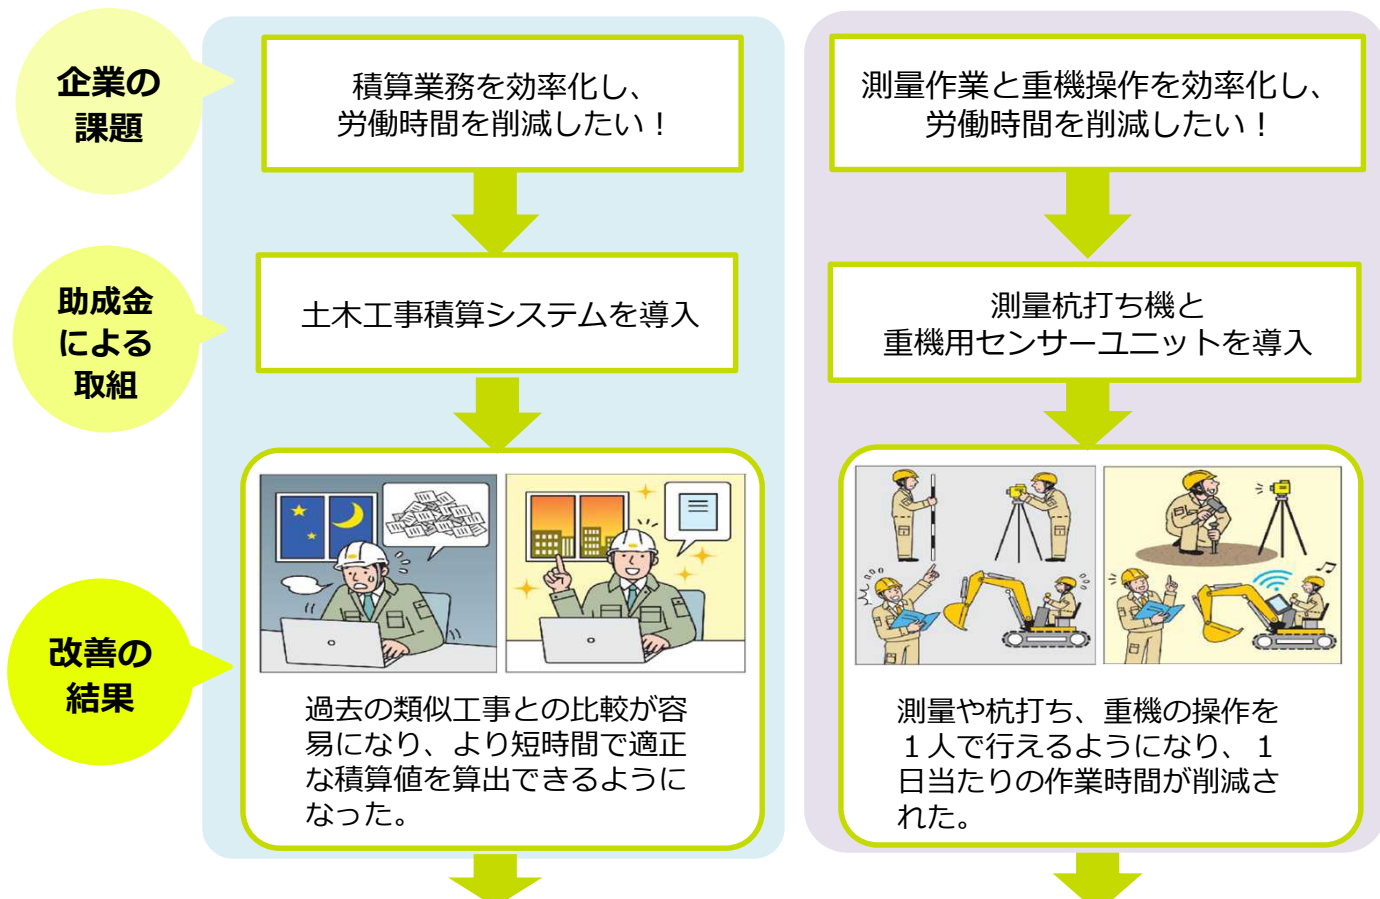 企業の
課題
積算業務を効率化し、
労働時間を削減したい！
測量作業と重機操作を効率化し、
労働時間を削減したい！
助成金
による
取組
土木工事積算システムを導入
測量杭打ち機と
重機用センサーユニットを導入
改善の
結果
過去の類似工事との比較が容
易になり、より短時間で適正
な積算値を算出できるように
なった。
測量や杭打ち、重機の操作を
１人で行えるようになり、１
日当たりの作業時間が削減さ
れた。